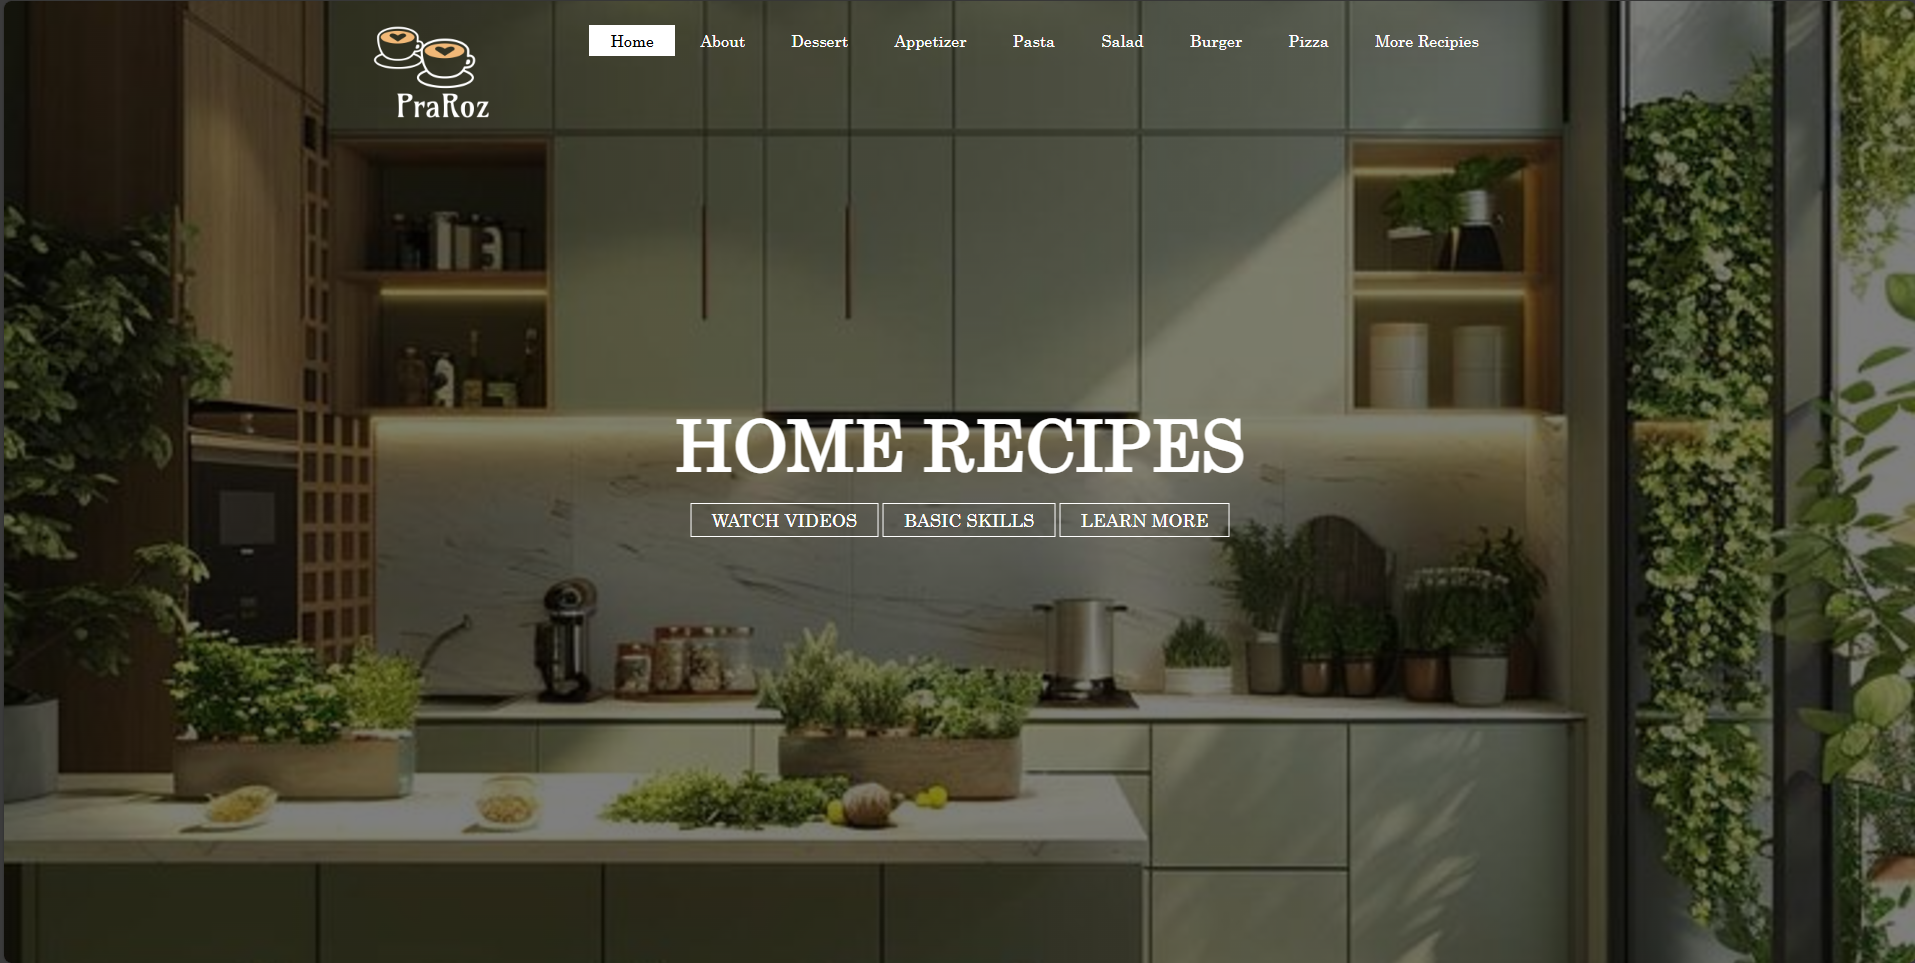 PraRoz
Home About Dessert Appetizer Pasta Salad Burger Pizza More Recipies
HOME RECIPES
WATCH VIDEOS BASIC SKILLS LEARN MORE